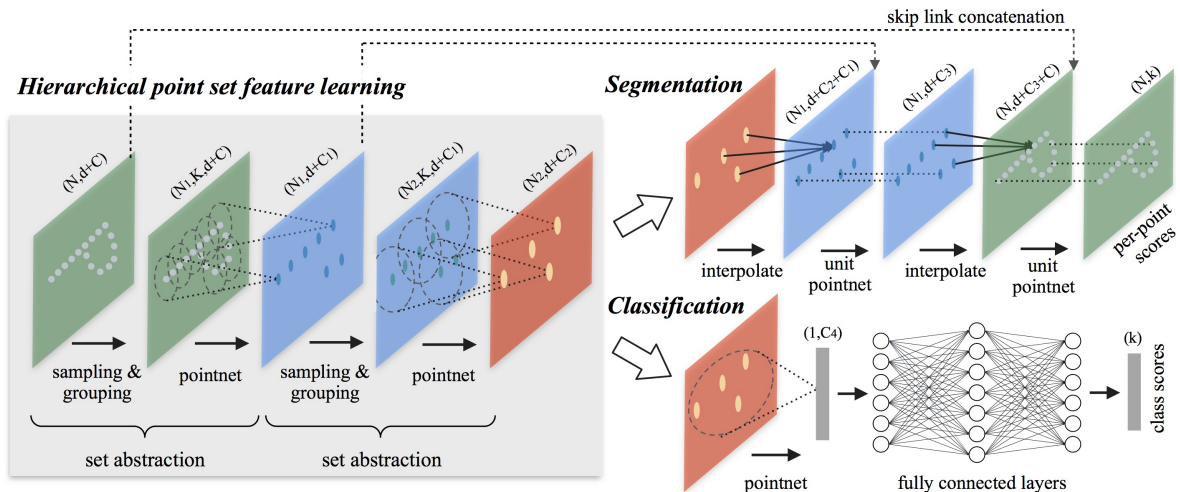 skip link concatenation
Hierarchical point set feature learning
(N,d+C)
(N1,K,d+C)
(N1,d+C1)
(N2,K,d+C1)
(N2,d+C2)
sampling &
grouping
pointnet
sampling &
grouping
pointnet
set abstraction
set abstraction
Segmentation
(N1,d+C2+C1)
(N1,d+C3)
(N,d+C3+C)
(N,k)
per-point
scores
interpolate
unit
pointnet
interpolate
unit
pointnet
Classification
(1,C4)
(k)
class scores
pointnet
fully connected layers